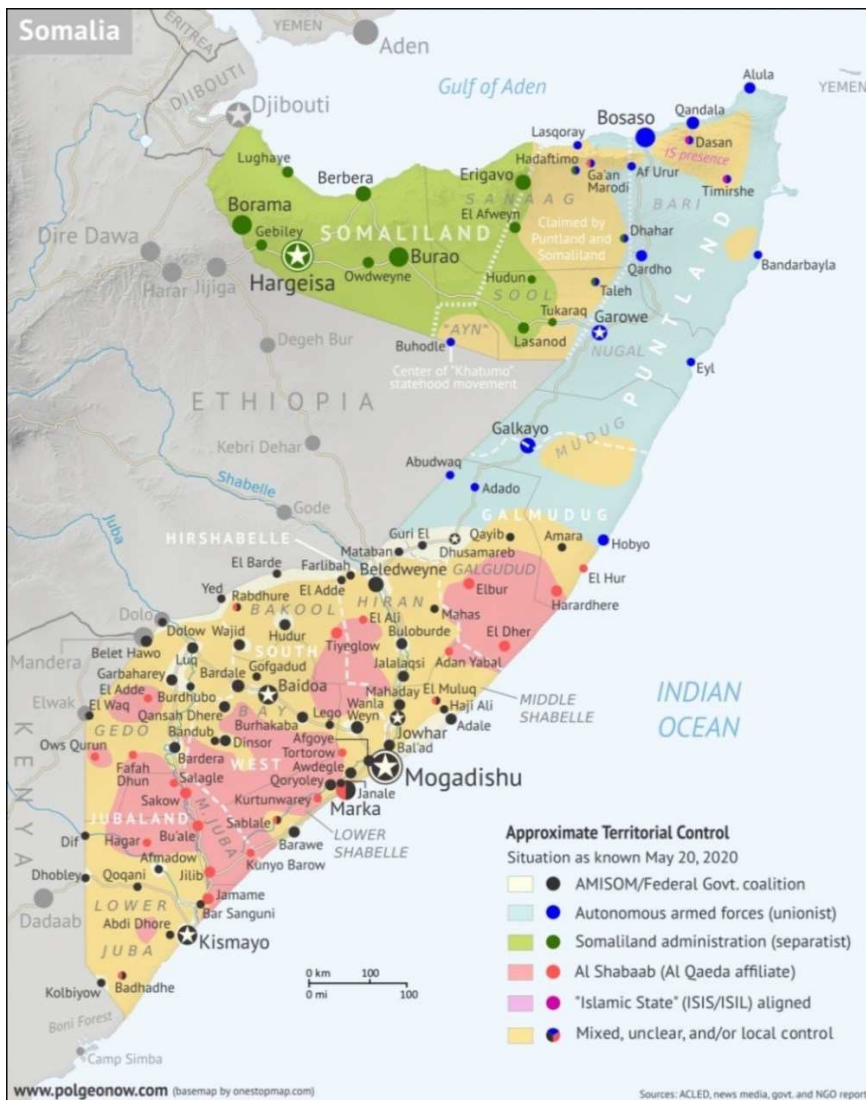 Somalia
ERITREA
YEMEN
Aden
DJIBOUTI
Djibouti
Gulf of Aden
Alula
YEMEN
Qandala
Bosaso
Lasqoray
Dasan
IS presence
Lughaye
Hadaftimo
Ga'an
Marodi
Af Urur
Timirshe
Berbera
Erigavo
SANAAG
BARI
Borama
El Afweyn
Gebiley
SOMALILAND
Claimed by
Puntland and
Somaliland
Dhahar
Dire Dawa
Burao
Bandarbayla
Hargeisa
Owdweyne
Hudun
Qardho
Harar
Jijiga
SOOL
Taleh
PUNTLAND
Tukaraq
Garowe
"AYN"
Degeh Bur
Buhodle
Lasanod
NUGAL
Center of "Khatumo"
statehood movement
Eyl
ETHIOPIA
Galkayo
MUDUG
Kebri Dehar
Abudwaq
Shabelle
Adado
Gode
Juba
GALMUDUG
HIRSHABELLE
Guri El
Qayib
Amara
Hobyo
Mataban
Dhusamareb
El Barde
Farlibah
Beledweyne
GALGUDUD
El Hur
Yed
Rabdhure
El Adde
Elbur
Harardhere
BAKOOL
HIRAN
Dolo
Dolow
Wajid
Hudur
El Ali
Mahas
Mandera
Tiyeglow
Buloburde
El Dher
Belet Hawo
Luq
SOUTH
Gofgadud
Jalalaqsi
Adan Yabal
Garbaharey
Bardale
Baidoa
Elwak
El Adde
Burdhubo
Mahaday
El Muluq
MIDDLE
SHABELLE
El Waq
Qansah Dhere
BAY
Lego
Wanla
Weyn
Haji Ali
GEDO
Bandub
Burhakaba
Jowhar
Adale
INDIAN
OCEAN
Ows Qurun
Dinsor
Afgoye
Bal'ad
Bardera
Tortorow
Fafah
Dhun
Salagle
WEST
Awdegle
Mogadishu
KENYA
Qoryoley
Janale
Sakow
Kurtunwarey
Marka
JUBALAND
M. JUBA
Sablale
LOWER
SHABELLE
Dif
Hagar
Bu'ale
Barawe
Afmadow
Kunyo Barow
Dhobley
Qoqani
Jilib
Dadaab
Jamame
LOWER
JUBA
Bar Sanguni
Abdi Dhore
Kismayo
Kolbiyow
Badhadhe
Boni Forest
Camp Simba
0 km 100
0 mi 100
Approximate Territorial Control
Situation as known May 20, 2020
AMISOM/Federal Govt. coalition
Autonomous armed forces (unionist)
Somaliland administration (separatist)
Al Shabaab (Al Qaeda affiliate)
"Islamic State" (ISIS/ISIL) aligned
Mixed, unclear, and/or local control
www.polgeonow.com (basemap by onestopmap.com)
Sources: ACLED, news media, govt. and NGO report